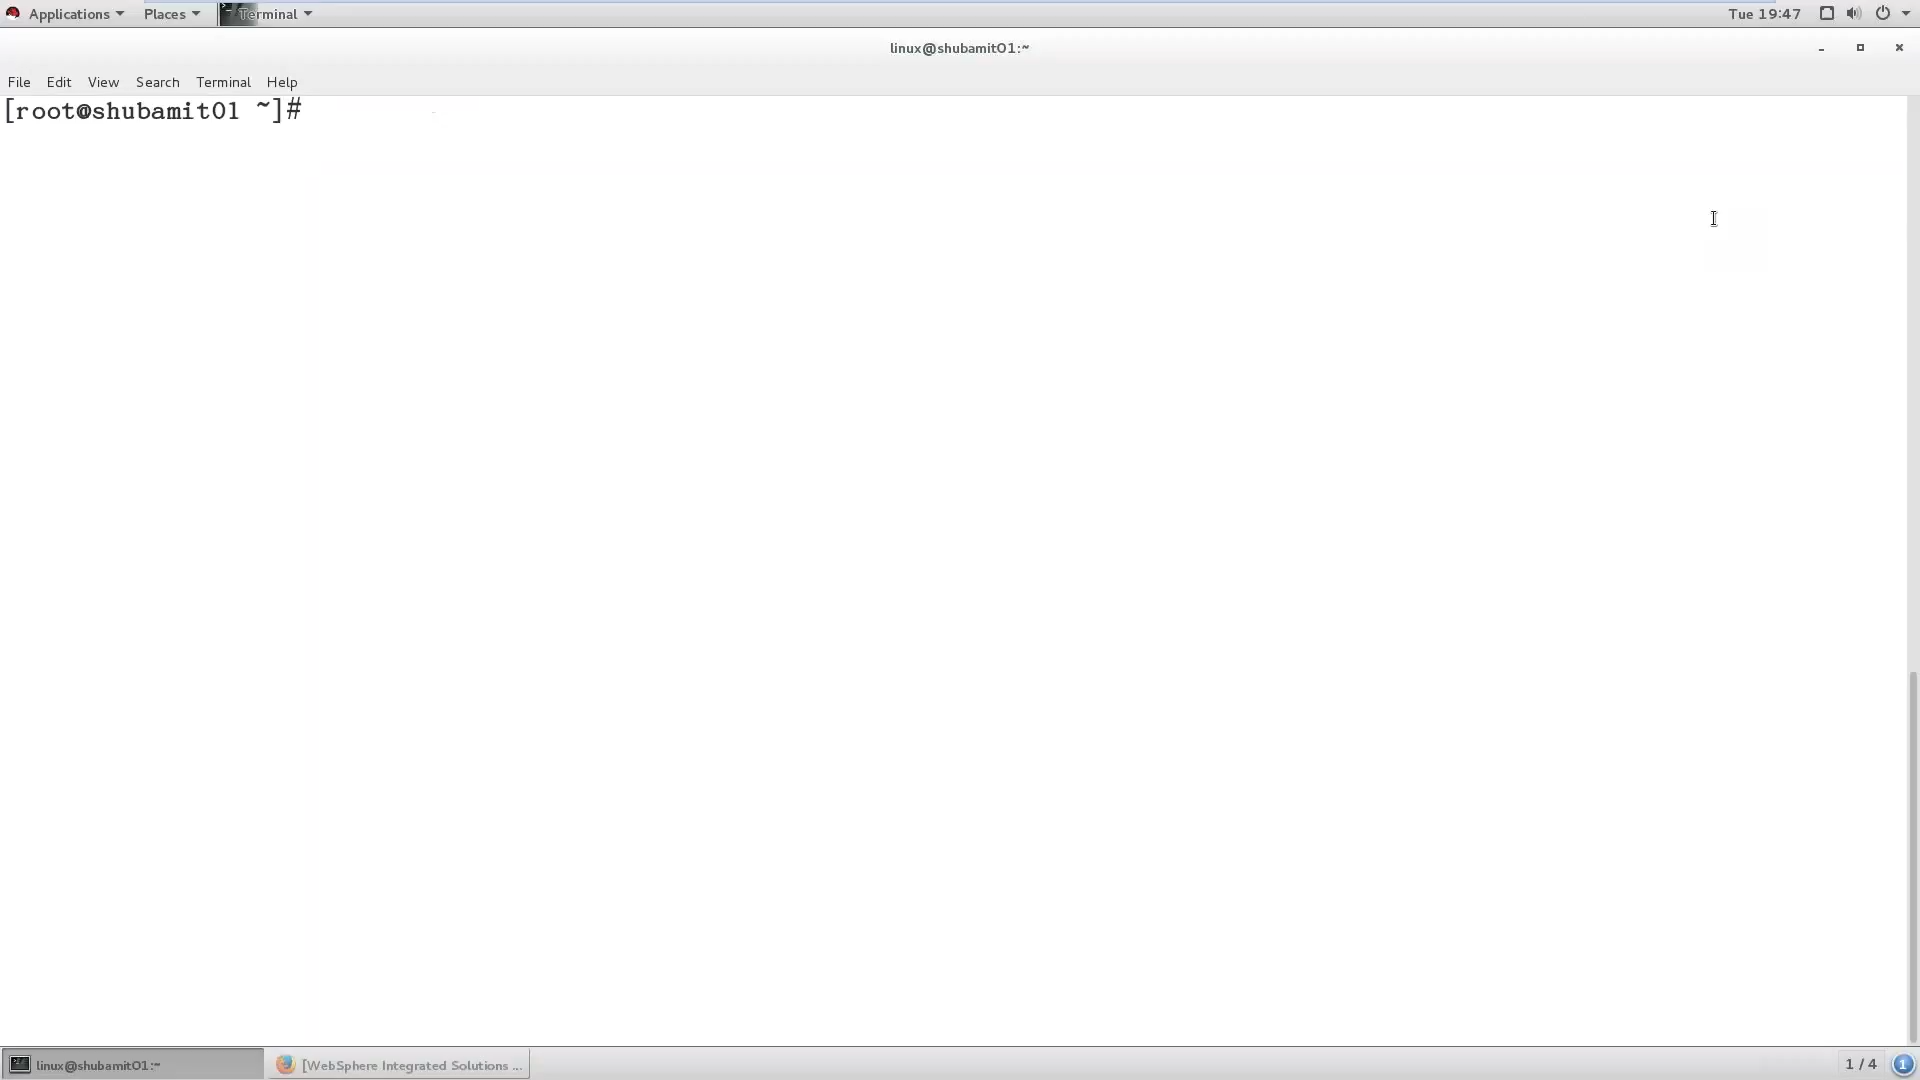 Applications Places Terminal Tue 19:47
linux@shubamit01:~
File Edit View Search Terminal Help
[root@shubamit01 ~]#
linux@shubamit01:~ [WebSphere Integrated Solutions ... 1 / 4 1